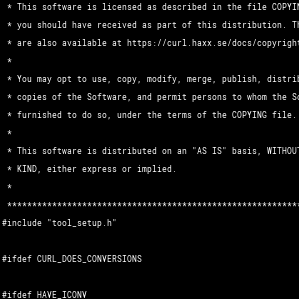 * This software is licensed as described in the file COPYIN
* you should have received as part of this distribution. Th
* are also available at https://curl.haxx.se/docs/copyright
*
* You may opt to use, copy, modify, merge, publish, distrib
* copies of the Software, and permit persons to whom the So
* furnished to do so, under the terms of the COPYING file.
*
* This software is distributed on an "AS IS" basis, WITHOUT
* KIND, either express or implied.
*
***********************************************************
#include "tool_setup.h"
#ifdef CURL_DOES_CONVERSIONS
#ifdef HAVE_ICONV